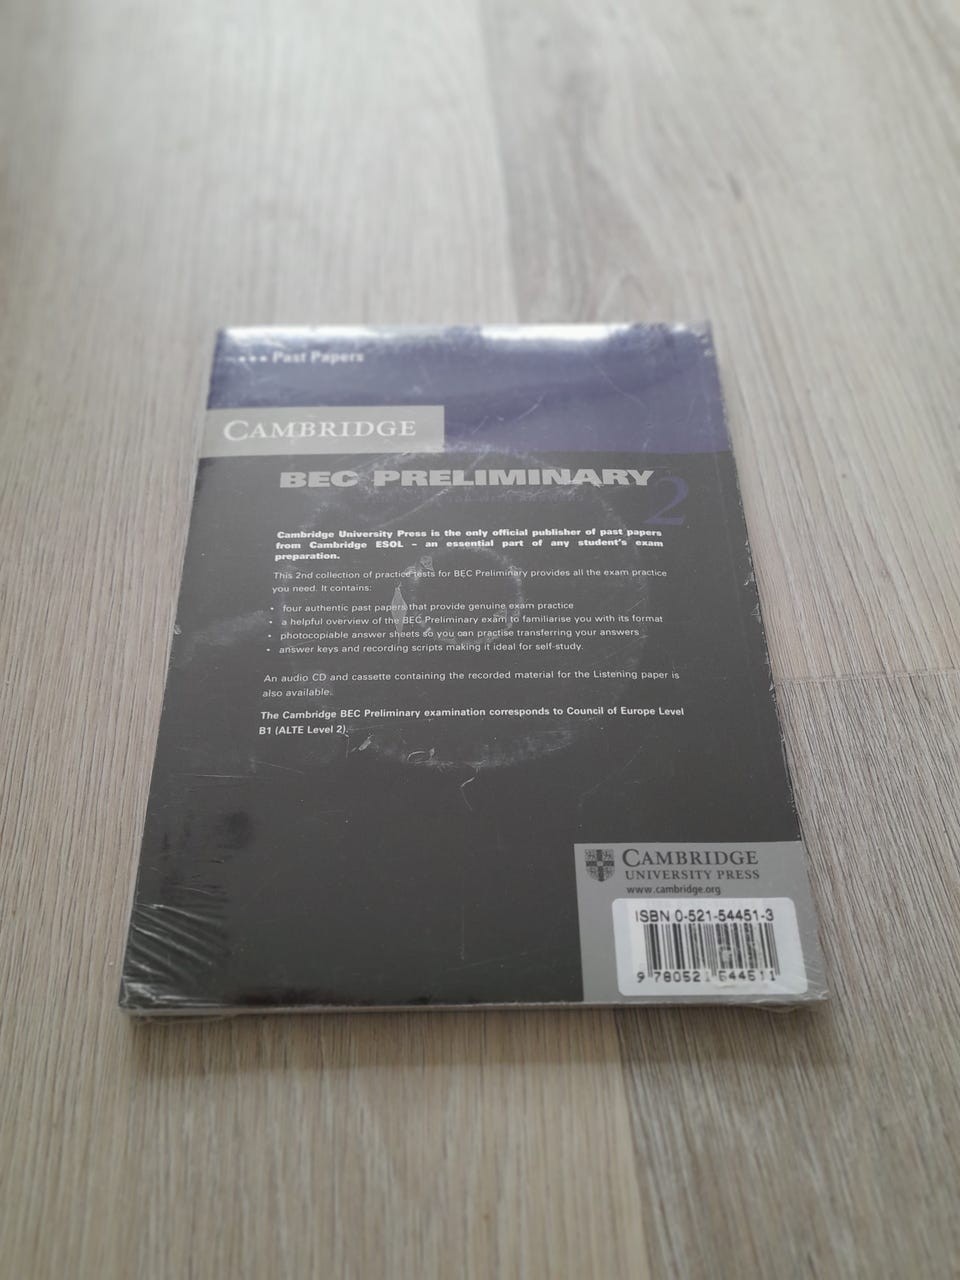 ••• Past Papers
CAMBRIDGE
BEC PRELIMINARY
2
Cambridge University Press is the only official publisher of past papers
from Cambridge ESOL – an essential part of any student's exam
preparation.
This 2nd collection of practice tests for BEC Preliminary provides all the exam practice
you need. It contains:
• four authentic past papers that provide genuine exam practice
• a helpful overview of the BEC Preliminary exam to familiarise you with its format
• photocopiable answer sheets so you can practise transferring your answers
• answer keys and recording scripts making it ideal for self-study.
An audio CD and cassette containing the recorded material for the Listening paper is
also available.
The Cambridge BEC Preliminary examination corresponds to Council of Europe Level
B1 (ALTE Level 2).
CAMBRIDGE
UNIVERSITY PRESS
www.cambridge.org
ISBN 0-521-54451-3
9 780521 544511